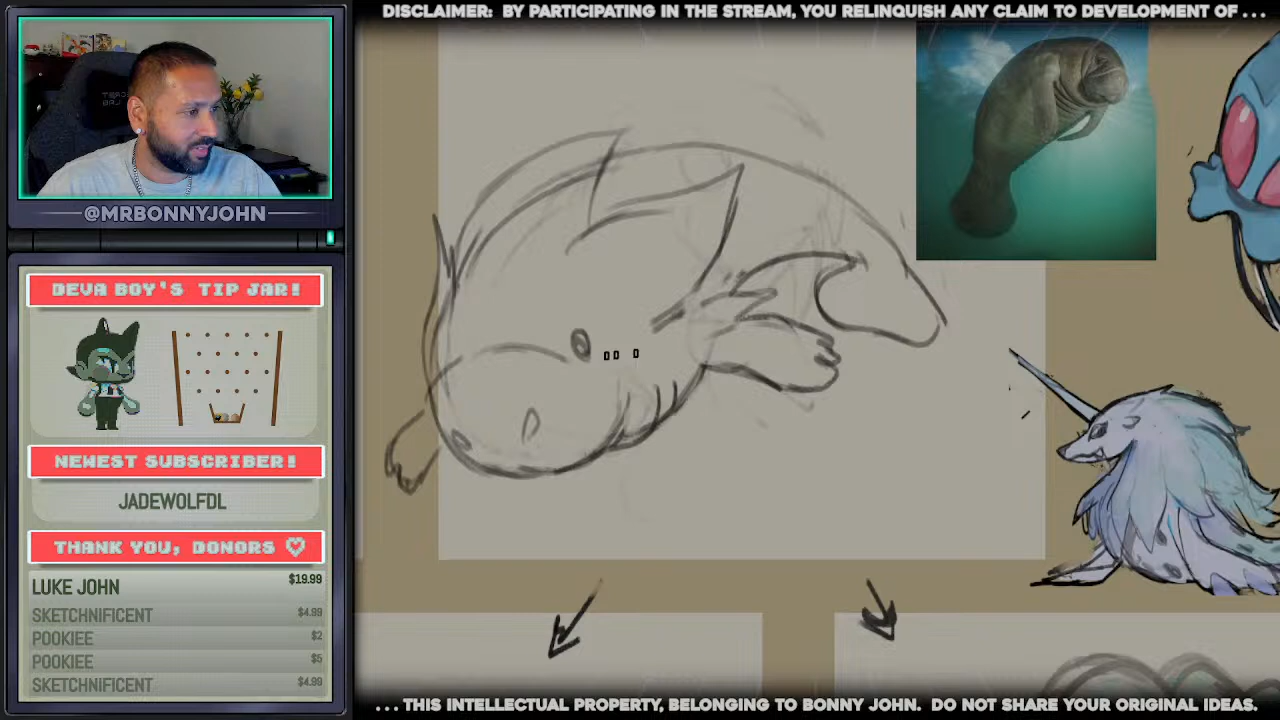 DISCLAIMER: BY PARTICIPATING IN THE STREAM, YOU RELINQUISH ANY CLAIM TO DEVELOPMENT OF . . .
@MRBONNYJOHN
DEVA BOY'S TIP JAR!
NEWEST SUBSCRIBER!
JADEWOLFDL
THANK YOU, DONORS
LUKE JOHN $19.99
SKETCHNIFICENT $4.99
POOKIEE $2
POOKIEE $5
SKETCHNIFICENT $4.99
. . . THIS INTELLECTUAL PROPERTY, BELONGING TO BONNY JOHN. DO NOT SHARE YOUR ORIGINAL IDEAS.